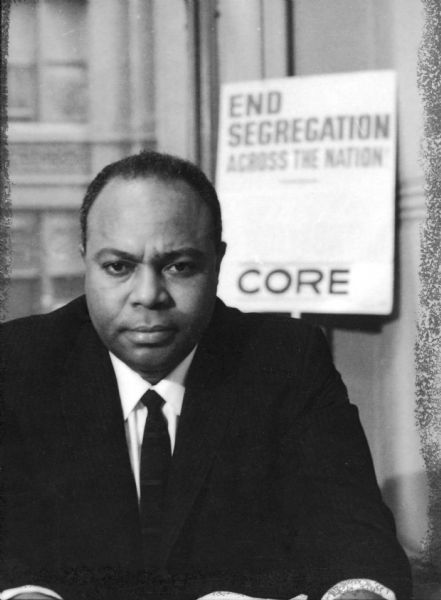 END
SEGREGATION
ACROSS THE NATION
CORE